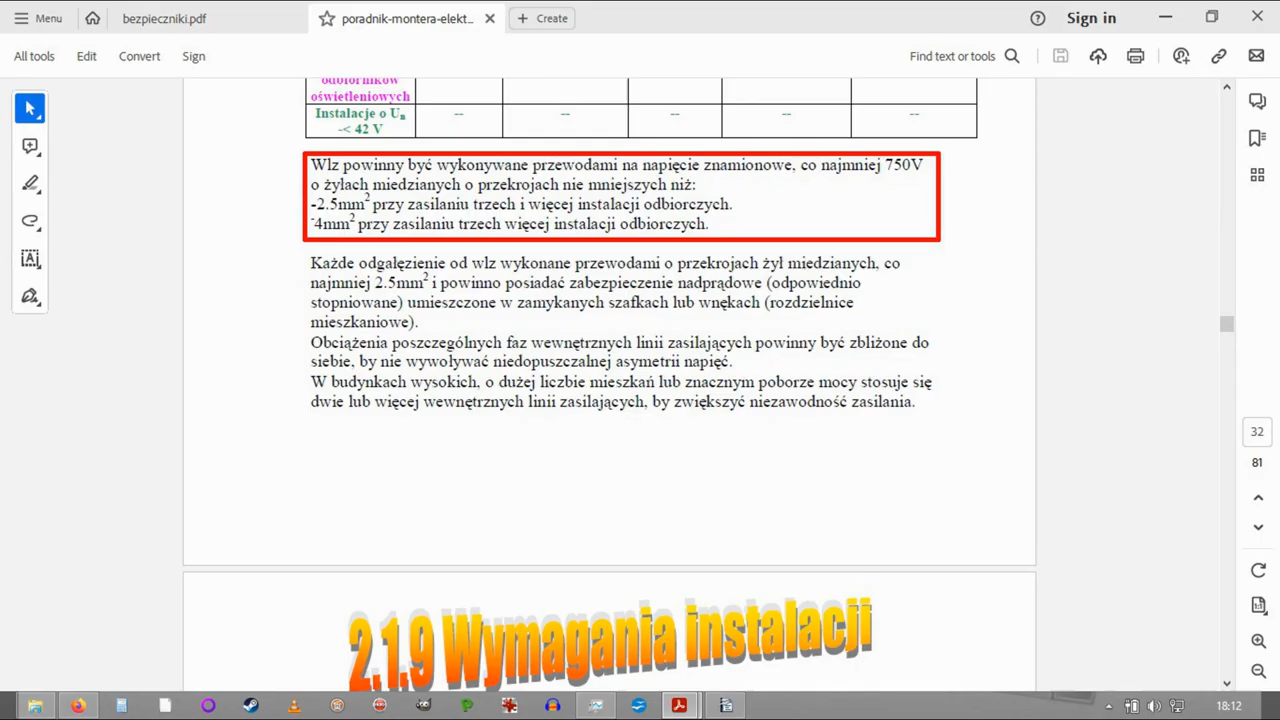 Menu
bezpieczniki.pdf
poradnik-montera-elekt...
Create
Sign in
All tools
Edit
Convert
Sign
Find text or tools
odbiorników
oświetleniowych
Instalacje o Un
-< 42 V
-- -- -- -- --
Wlz powinny być wykonywane przewodami na napięcie znamionowe, co najmniej 750V
o żyłach miedzianych o przekrojach nie mniejszych niż:
-2.5mm² przy zasilaniu trzech i więcej instalacji odbiorczych.
-4mm² przy zasilaniu trzech więcej instalacji odbiorczych.
Każde odgałęzienie od wlz wykonane przewodami o przekrojach żył miedzianych, co
najmniej 2.5mm² i powinno posiadać zabezpieczenie nadprądowe (odpowiednio
stopniowane) umieszczone w zamykanych szafkach lub wnękach (rozdzielnice
mieszkaniowe).
Obciążenia poszczególnych faz wewnętrznych linii zasilających powinny być zbliżone do
siebie, by nie wywoływać niedopuszczalnej asymetrii napięć.
W budynkach wysokich, o dużej liczbie mieszkań lub znacznym poborze mocy stosuje się
dwie lub więcej wewnętrznych linii zasilających, by zwiększyć niezawodność zasilania.
32
81
2.1.9 Wymagania instalacji
18:12